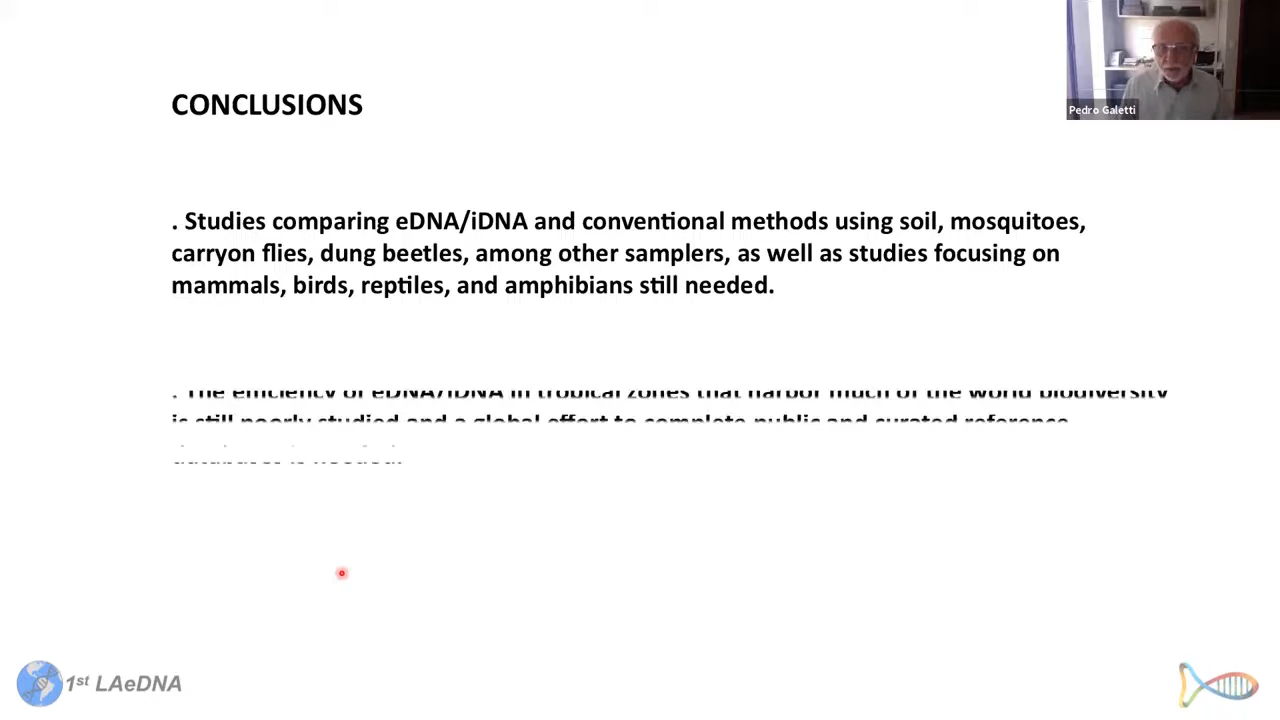 Pedro Galetti
CONCLUSIONS
. Studies comparing eDNA/iDNA and conventional methods using soil, mosquitoes,
carryon flies, dung beetles, among other samplers, as well as studies focusing on
mammals, birds, reptiles, and amphibians still needed.
. The efficiency of eDNA/iDNA in tropical zones that harbor much of the world biodiversity
is still poorly studied and a global effort to complete public and curated reference
is needed.
1st LAeDNA